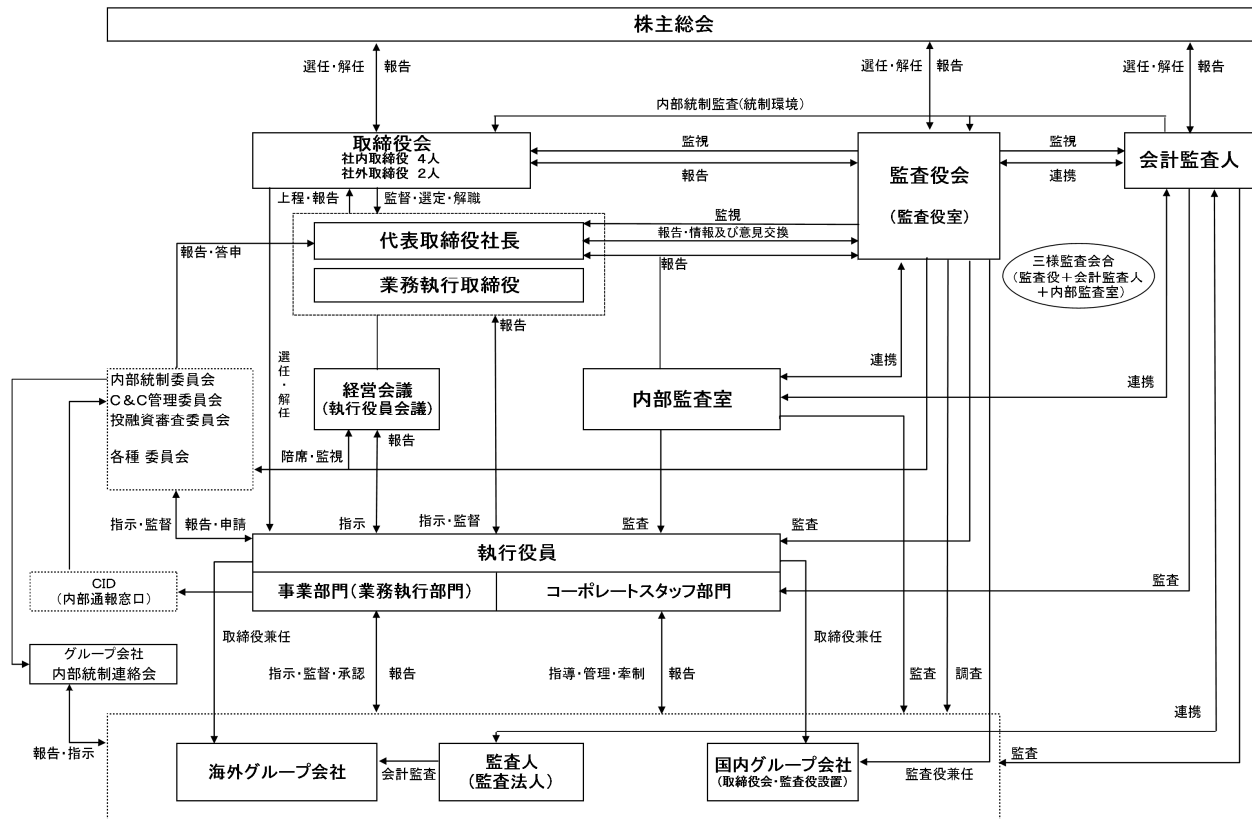 株主総会
選任・解任
報告
選任・解任
報告
選任・解任
報告
内部統制監査(統制環境)
取締役会
社内取締役 4人
社外取締役 2人
監視
報告
監査役会
(監査役室)
監視
連携
会計監査人
上程・報告
監督・選定・解職
代表取締役社長
業務執行取締役
監視
報告・情報及び意見交換
報告
報告・答申
三様監査会合
(監査役+会計監査人
+内部監査室)
報告
選任・解任
内部統制委員会
C&C管理委員会
投融資審査委員会
各種 委員会
経営会議
(執行役員会議)
内部監査室
連携
連携
報告
陪席・監視
指示・監督
報告・申請
指示
指示・監督
監査
監査
執行役員
事業部門(業務執行部門)
コーポレートスタッフ部門
CID
(内部通報窓口)
監査
取締役兼任
取締役兼任
グループ会社
内部統制連絡会
指示・監督・承認
報告
指導・管理・牽制
報告
監査
調査
連携
報告・指示
海外グループ会社
会計監査
監査人
(監査法人)
国内グループ会社
(取締役会・監査役設置)
監査役兼任
監査